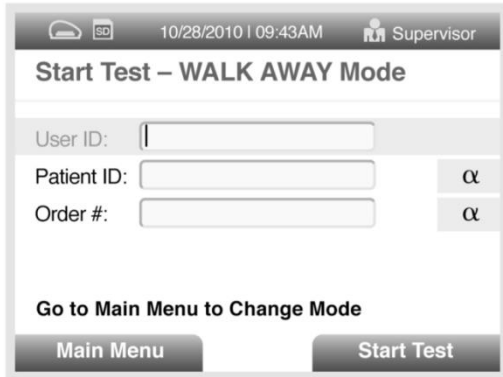 SD 10/28/2010 | 09:43AM Supervisor
Start Test – WALK AWAY Mode
User ID:
Patient ID: α
Order #: α
Go to Main Menu to Change Mode
Main Menu Start Test